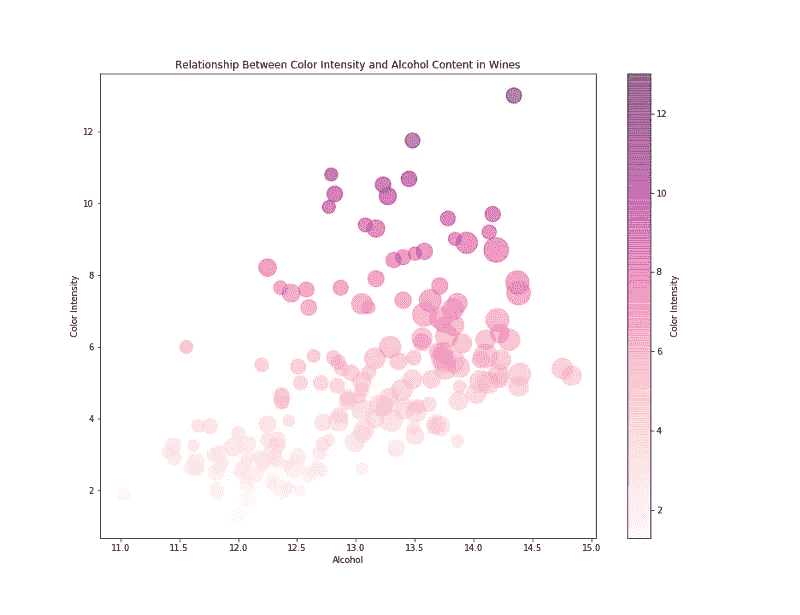 Relationship Between Color Intensity and Alcohol Content in Wines
12
10
8
6
4
2
Color Intensity
11.0 11.5 12.0 12.5 13.0 13.5 14.0 14.5 15.0
Alcohol
12
10
8
6
4
2
Color Intensity